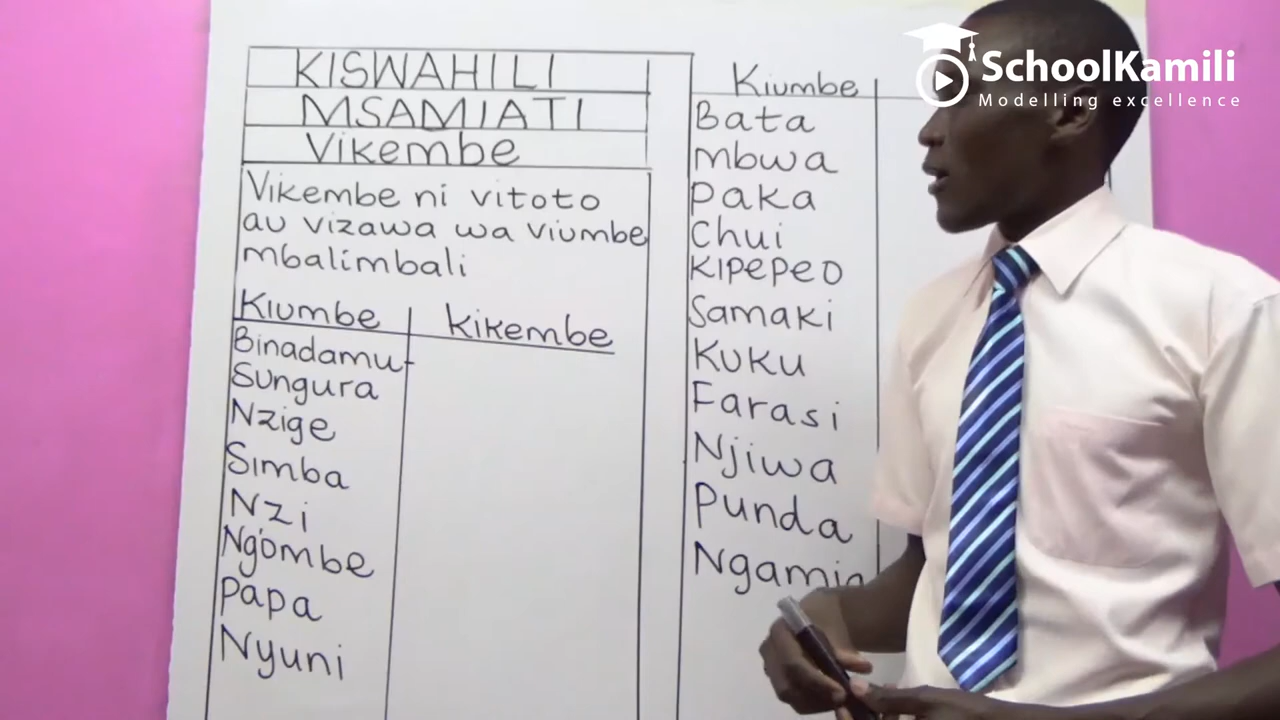 KISWAHILI
MSAMIATI
Vikembe
Vikembe ni vitoto
au vizawa wa viumbe
mbalimbali
Kiumbe Kikembe
Binadamu
Sungura
Nzige
Simba
Nzi
Ng'ombe
Papa
Nyuni
Kiumbe
Bata
mbwa
paka
Chui
KIPEPEO
Samaki
Kuku
Farasi
Njiwa
Punda
Ngamia
SchoolKamili
Modelling excellence